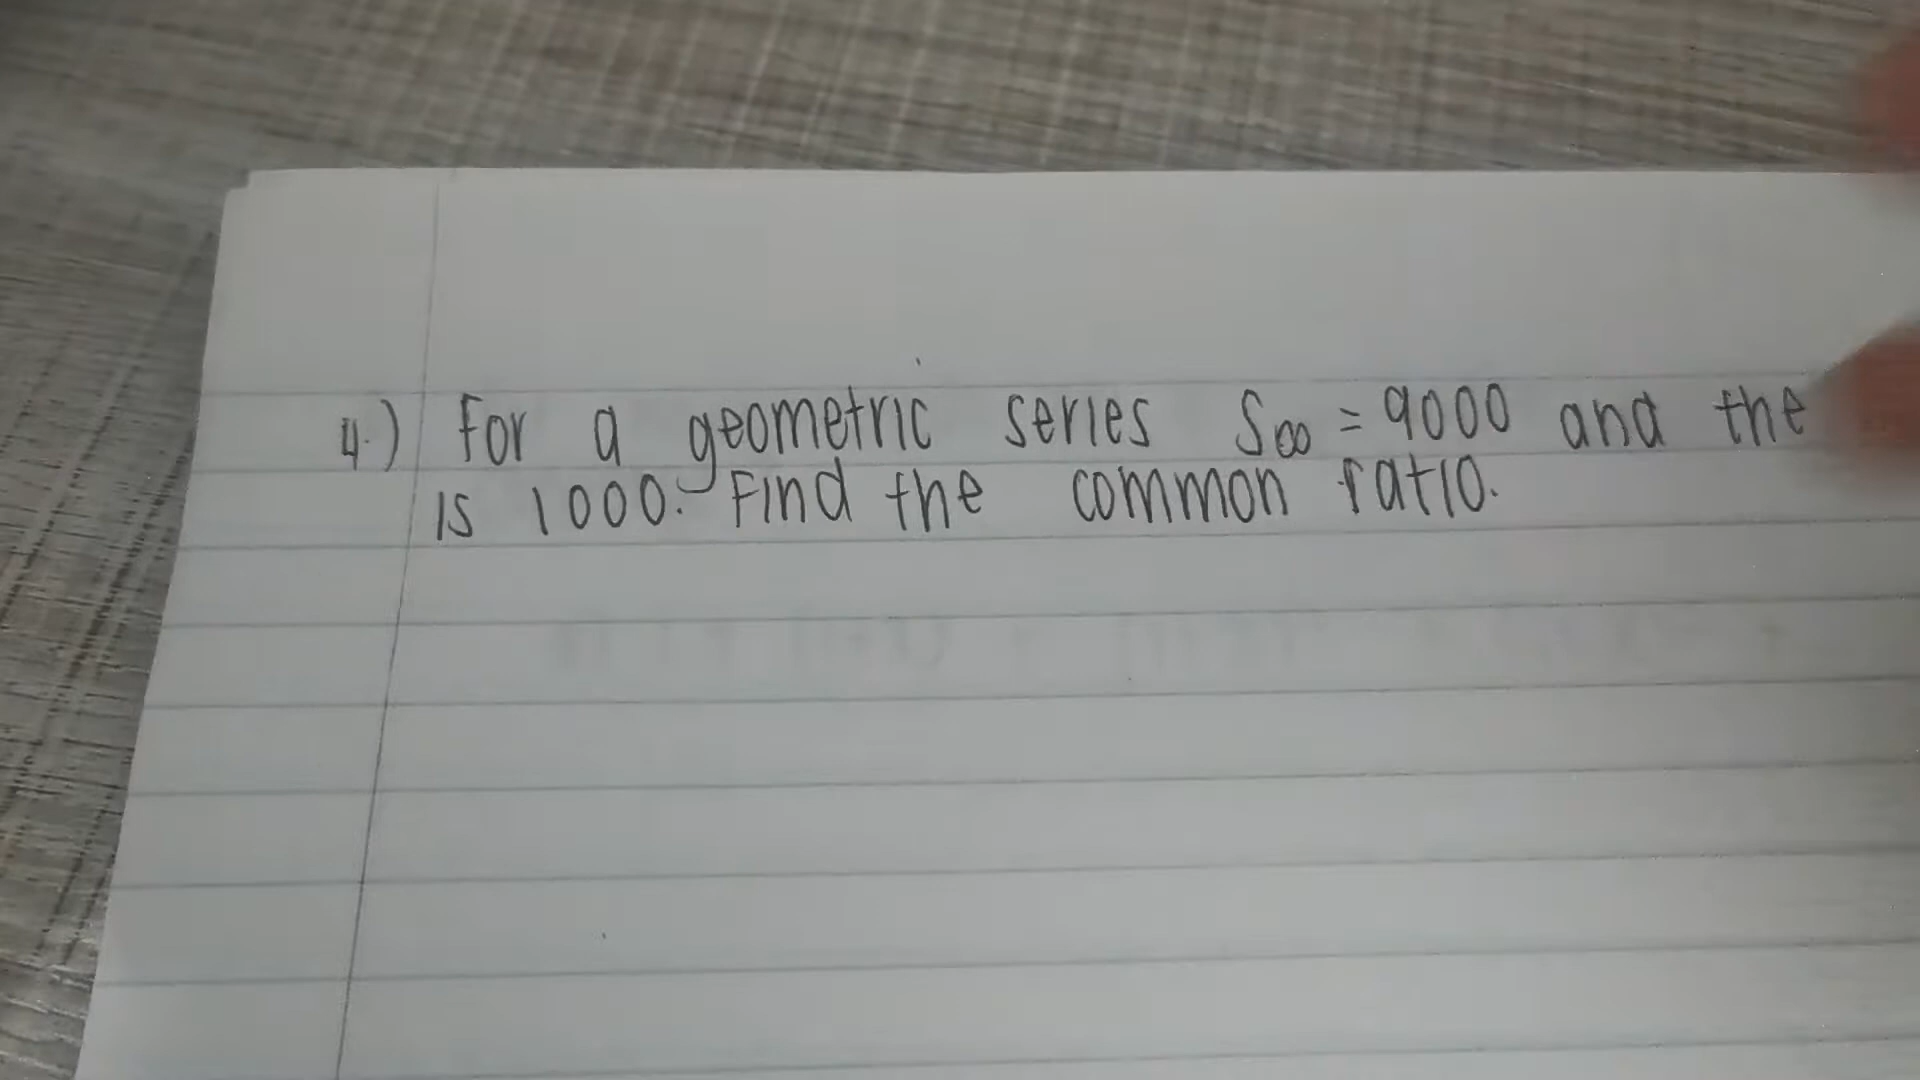 4.) For a geometric series S∞ = 9000 and the
is 1000. Find the common ratio.